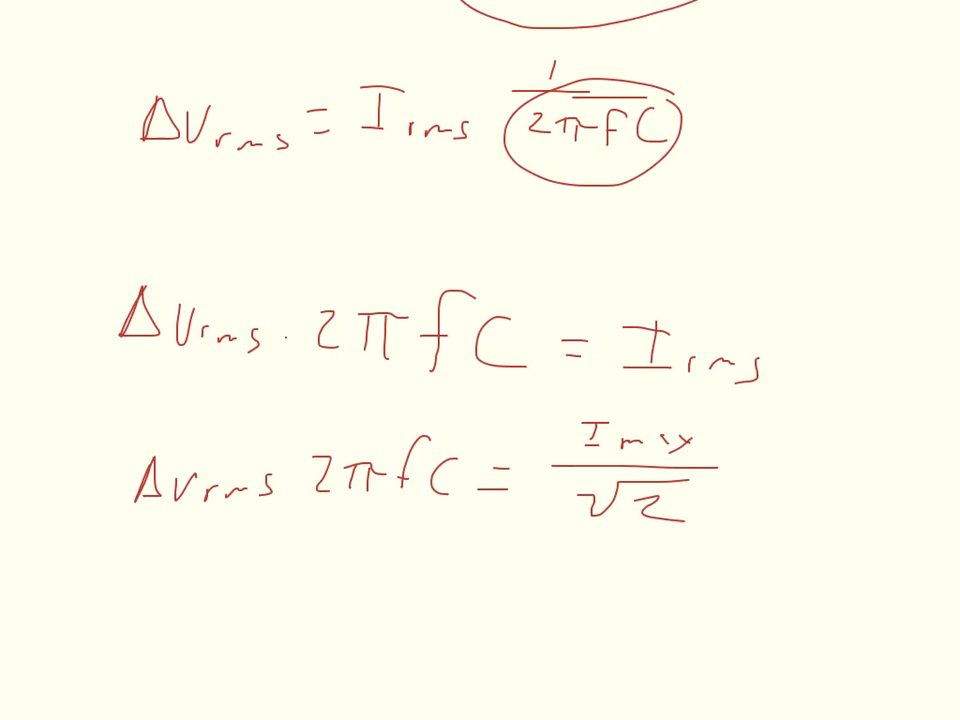 ΔVrms = Irms 1/(2πfC)
ΔVrms · 2πfC = Irms
ΔVrms 2πfC = Imax/√2